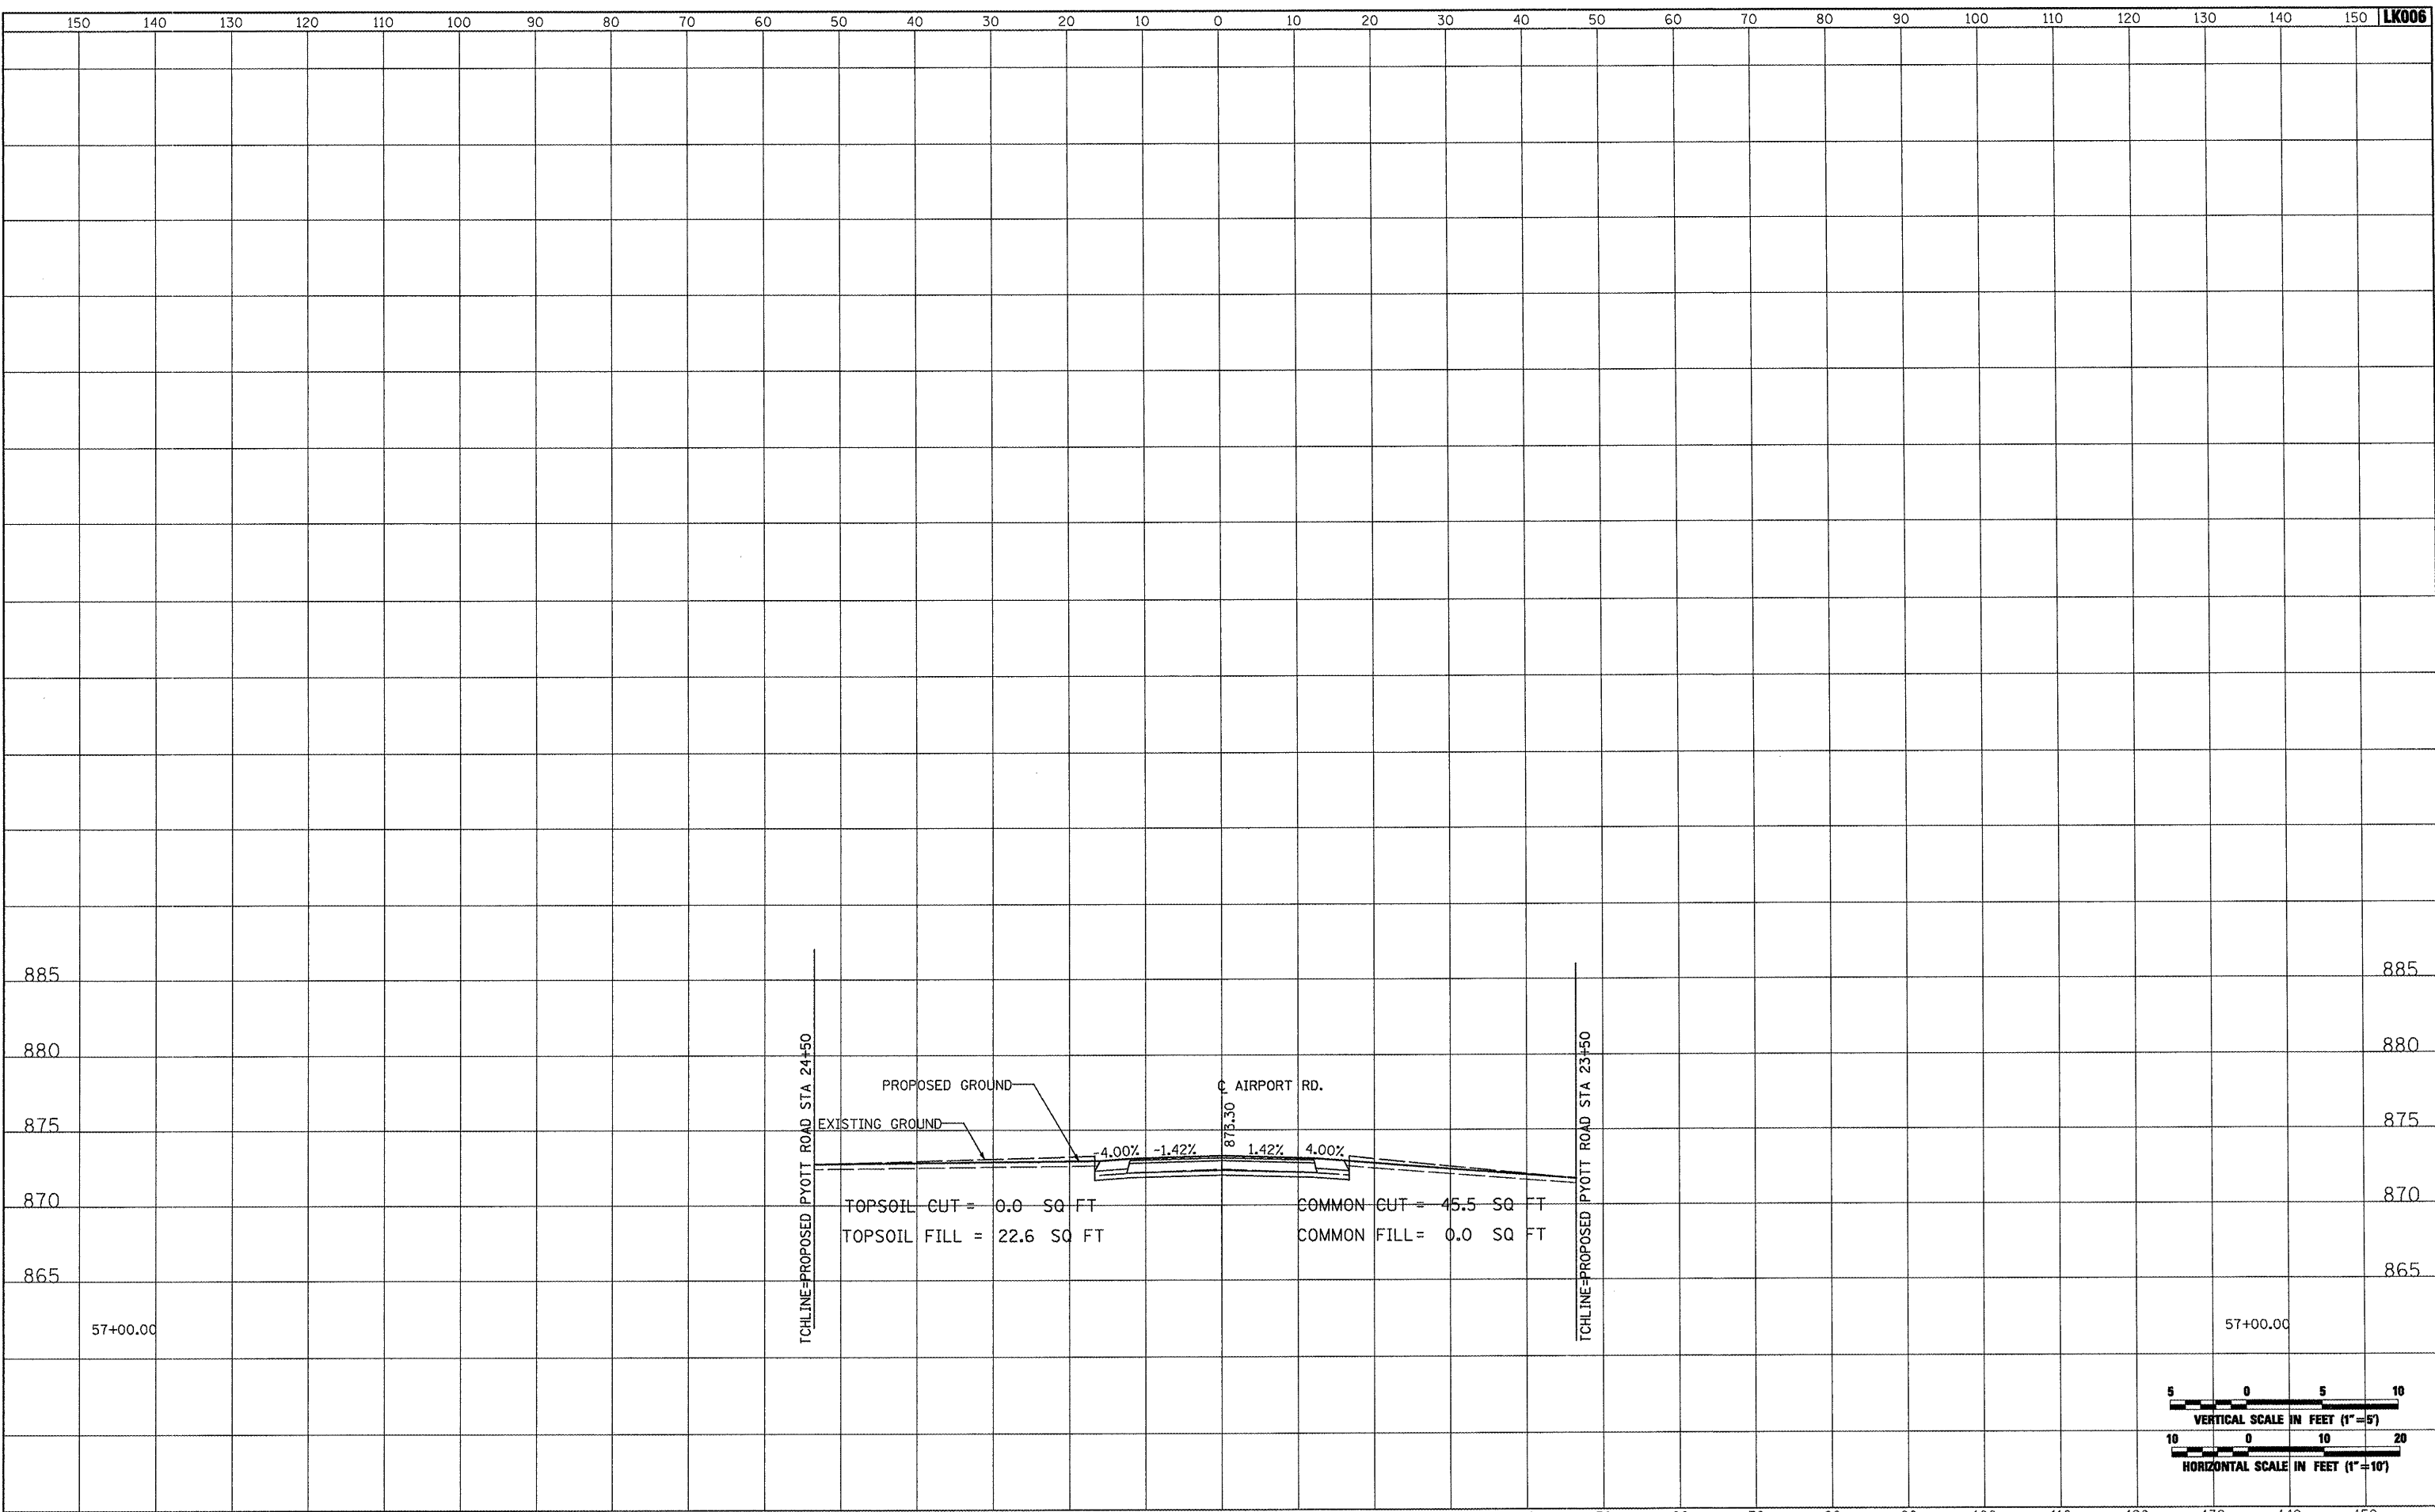 150 140 130 120 110 100 90 80 70 60 50 40 30 20 10 0 10 20 30 40 50 60 70 80 90 100 110 120 130 140 150 LK006
885 885
880 880
TCHLINE=PROPOSED PYOTT ROAD STA 24+50
TCHLINE=PROPOSED PYOTT ROAD STA 23+50
PROPOSED GROUND
℄ AIRPORT RD.
873.30
875 875
EXISTING GROUND
-4.00% -1.42% 1.42% 4.00%
870 870
TOPSOIL CUT = 0.0 SQ FT COMMON CUT = 45.5 SQ FT
TOPSOIL FILL = 22.6 SQ FT COMMON FILL= 0.0 SQ FT
865 865
57+00.00 57+00.00
5 0 5 10
VERTICAL SCALE IN FEET (1"=5')
10 0 10 20
HORIZONTAL SCALE IN FEET (1"=10')